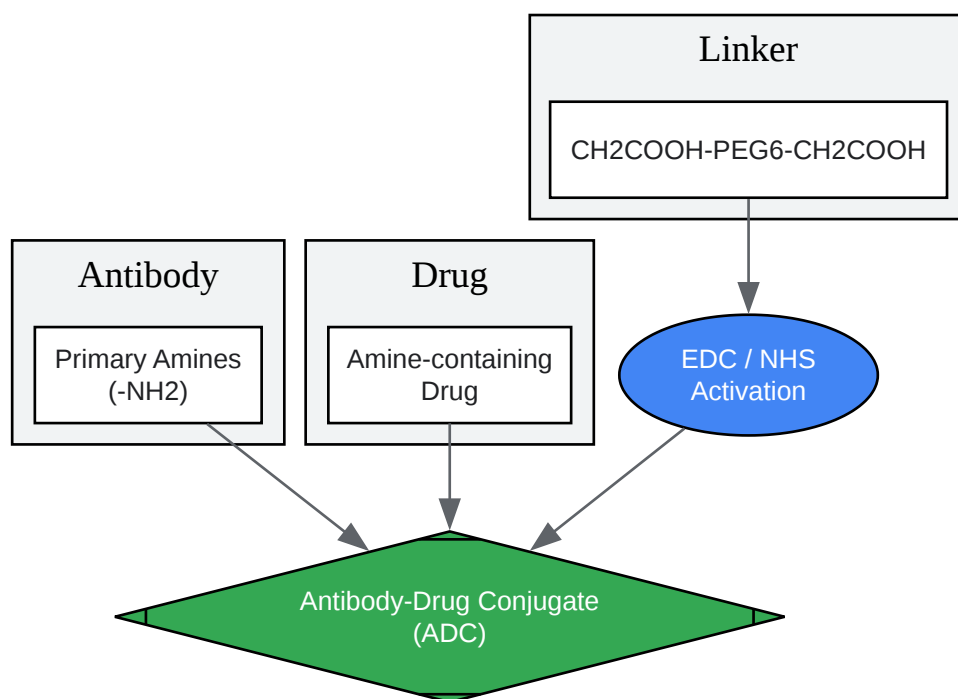 Linker
CH2COOH-PEG6-CH2COOH
Antibody
Primary Amines
(-NH2)
Drug
Amine-containing
Drug
EDC / NHS
Activation
Antibody-Drug Conjugate
(ADC)